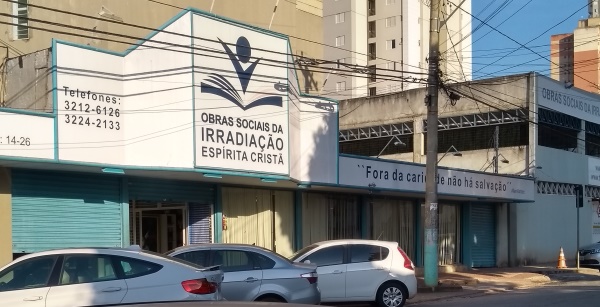 Telefones:
3212-6126
3224-2133
: 14-26
OBRAS SOCIAIS DA
IRRADIAÇÃO
ESPÍRITA CRISTÃ
``Fora da caridade não há salvação´´
OBRAS SOCIAIS DA IRRA